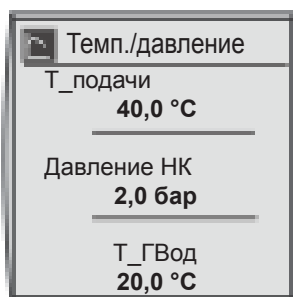 Темп./давление
Т_подачи
40,0 °C
Давление НК
2,0 бар
Т_ГВод
20,0 °C